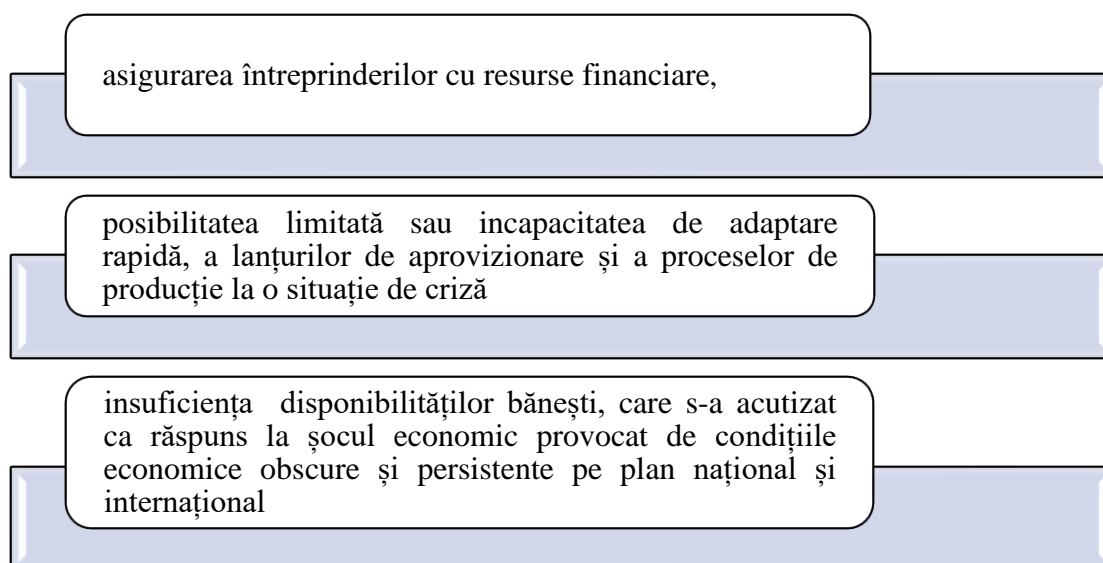 asigurarea întreprinderilor cu resurse financiare,
posibilitatea limitată sau incapacitatea de adaptare
rapidă, a lanțurilor de aprovizionare și a proceselor de
producție la o situație de criză
insuficiența disponibilităților bănești, care s-a acutizat
ca răspuns la șocul economic provocat de condițiile
economice obscure și persistente pe plan național și
internațional